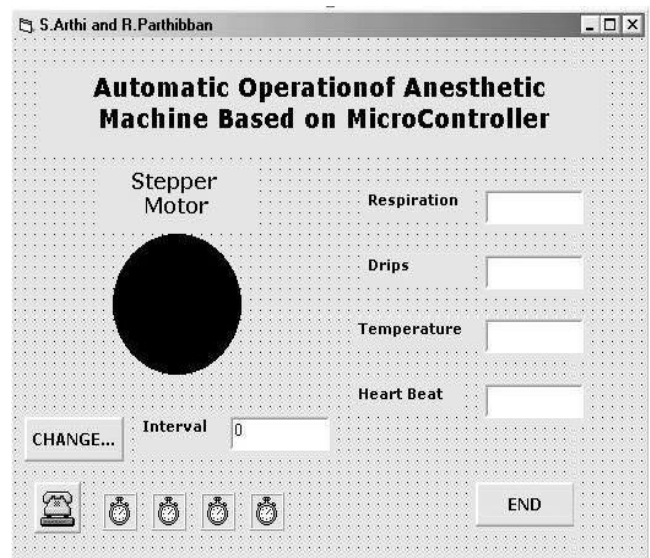 S.Arthi and R.Parthibban
Automatic Operationof Anesthetic
Machine Based on MicroController
Stepper
Motor
Respiration
Drips
Temperature
Heart Beat
Interval
0
CHANGE...
END